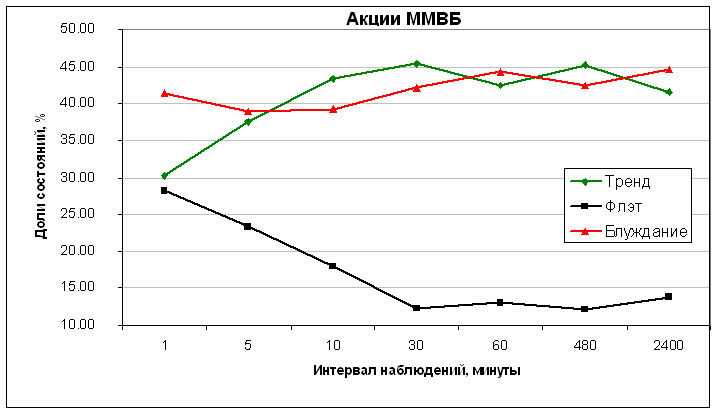 Акции ММВБ
50.00
45.00
40.00
35.00
30.00
25.00
20.00
15.00
10.00
Доли состояний, %
Тренд
Флэт
Блуждание
1 5 10 30 60 480 2400
Интервал наблюдений, минуты